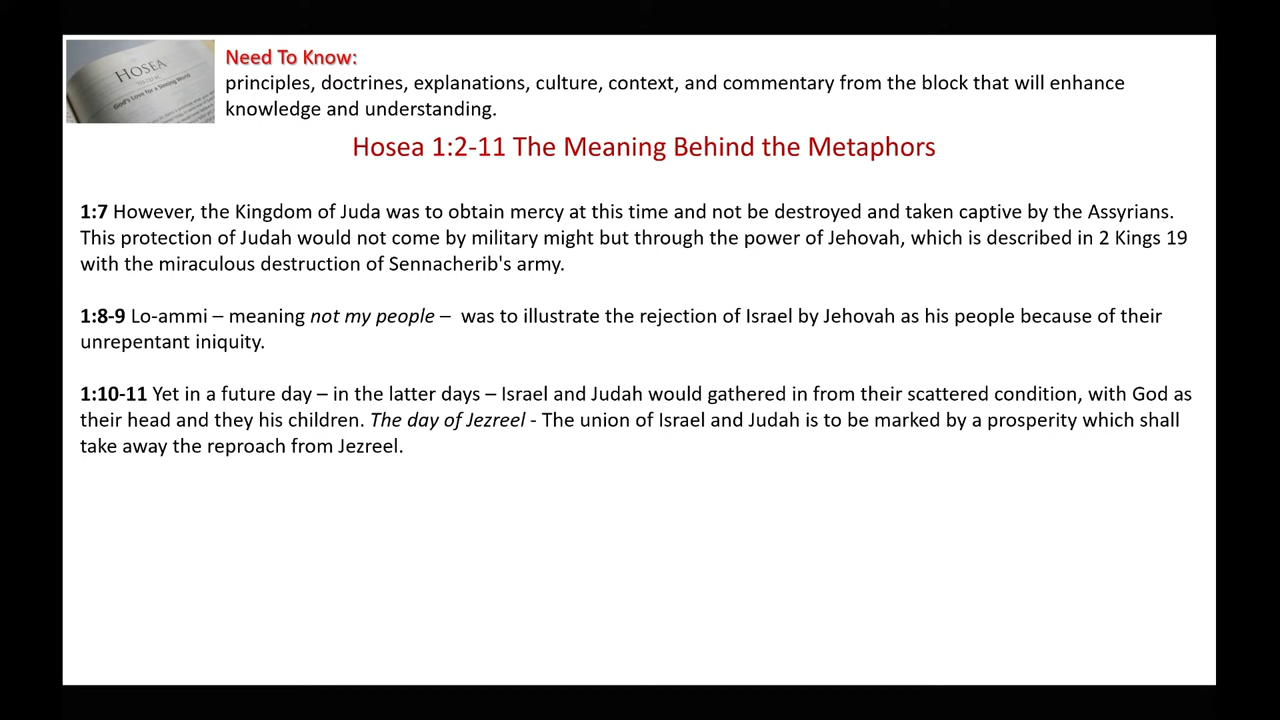 HOSEA
God's Love for a Sinning World
Need To Know:
principles, doctrines, explanations, culture, context, and commentary from the block that will enhance
knowledge and understanding.
Hosea 1:2-11 The Meaning Behind the Metaphors
1:7 However, the Kingdom of Juda was to obtain mercy at this time and not be destroyed and taken captive by the Assyrians.
This protection of Judah would not come by military might but through the power of Jehovah, which is described in 2 Kings 19
with the miraculous destruction of Sennacherib's army.
1:8-9 Lo-ammi – meaning not my people –  was to illustrate the rejection of Israel by Jehovah as his people because of their
unrepentant iniquity.
1:10-11 Yet in a future day – in the latter days – Israel and Judah would gathered in from their scattered condition, with God as
their head and they his children. The day of Jezreel - The union of Israel and Judah is to be marked by a prosperity which shall
take away the reproach from Jezreel.